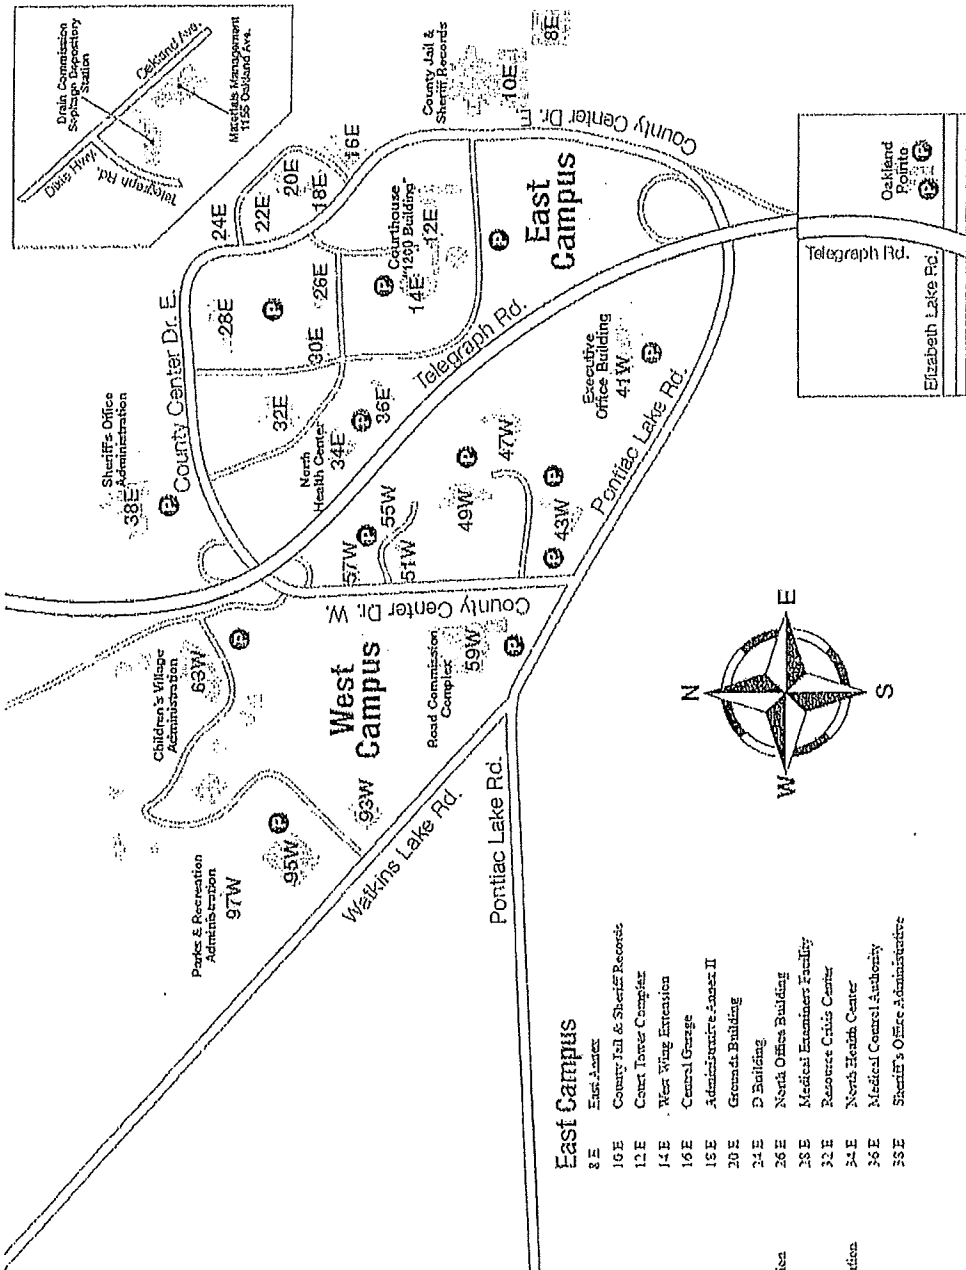 Drain Commission
Septage Depository
Station
Oakland Ave.
Dixie Hwy.
Telegraph Rd.
Materials Management
1155 Oakland Ave.
County Jail &
Sheriff Records
10E
8E
County Center Dr. E
16E
18E
20E
22E
24E
Courthouse
"1200 Building"
12E
14E
P
East
Campus
26E
28E
P
30E
County Center Dr. E.
Sheriff's Office
Administration
38E
P
32E
North
Health Center
34E
P
36E
Telegraph Rd.
Executive
Office Building
41W
P
Pontiac Lake Rd.
47W
P
49W
P
43W
P
55W
P
57W
51W
County Center Dr. W.
Oakland
Pointe
P
P
Telegraph Rd.
Elizabeth Lake Rd.
Children's Village
Administration
63W
P
West
Campus
Road Commission
Complex
59W
P
Parks & Recreation
Administration
97W
95W
P
93W
Watkins Lake Rd.
Pontiac Lake Rd.
N
E
S
W
East Campus
8 E East Annex
10 E County Jail & Sheriff Records
12 E Court Tower Complex
14 E West Wing Extension
16 E Central Garage
18 E Administrative Annex II
20 E Grounds Building
24 E D Building
26 E North Office Building
28 E Medical Examiners Facility
32 E Resource Crisis Center
34 E North Health Center
36 E Medical Control Authority
38 E Sheriff's Office Administrative